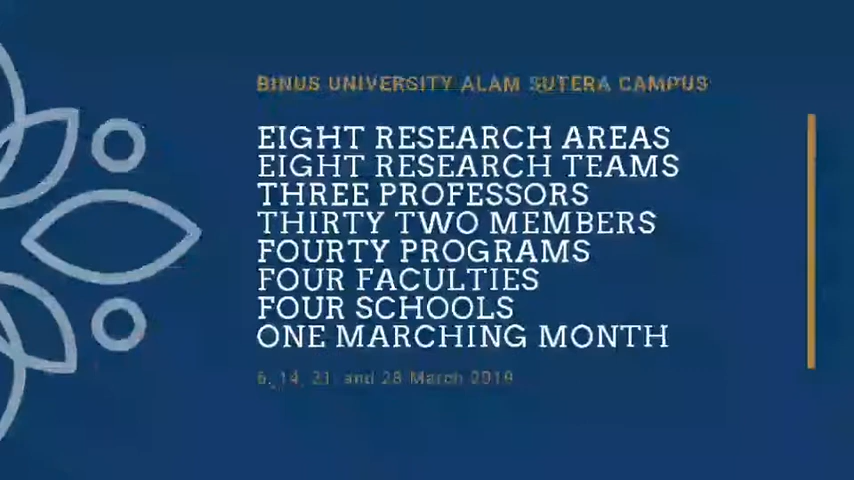 BINUS UNIVERSITY ALAM SUTERA CAMPUS
EIGHT RESEARCH AREAS
EIGHT RESEARCH TEAMS
THREE PROFESSORS
THIRTY TWO MEMBERS
FOURTY PROGRAMS
FOUR FACULTIES
FOUR SCHOOLS
ONE MARCHING MONTH
6, 14, 21, and 28 March 2019